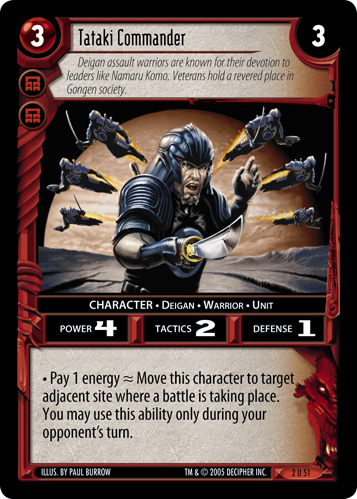 3 Tataki Commander 3
Deigan assault warriors are known for their devotion to
leaders like Namaru Komo. Veterans hold a revered place in
Gongen society.
CHARACTER • DEIGAN • WARRIOR • UNIT
POWER 4 TACTICS 2 DEFENSE 1
• Pay 1 energy ≈ Move this character to target
adjacent site where a battle is taking place.
You may use this ability only during your
opponent's turn.
ILLUS. BY PAUL BURROW TM & © 2005 DECIPHER INC. 2 U 51